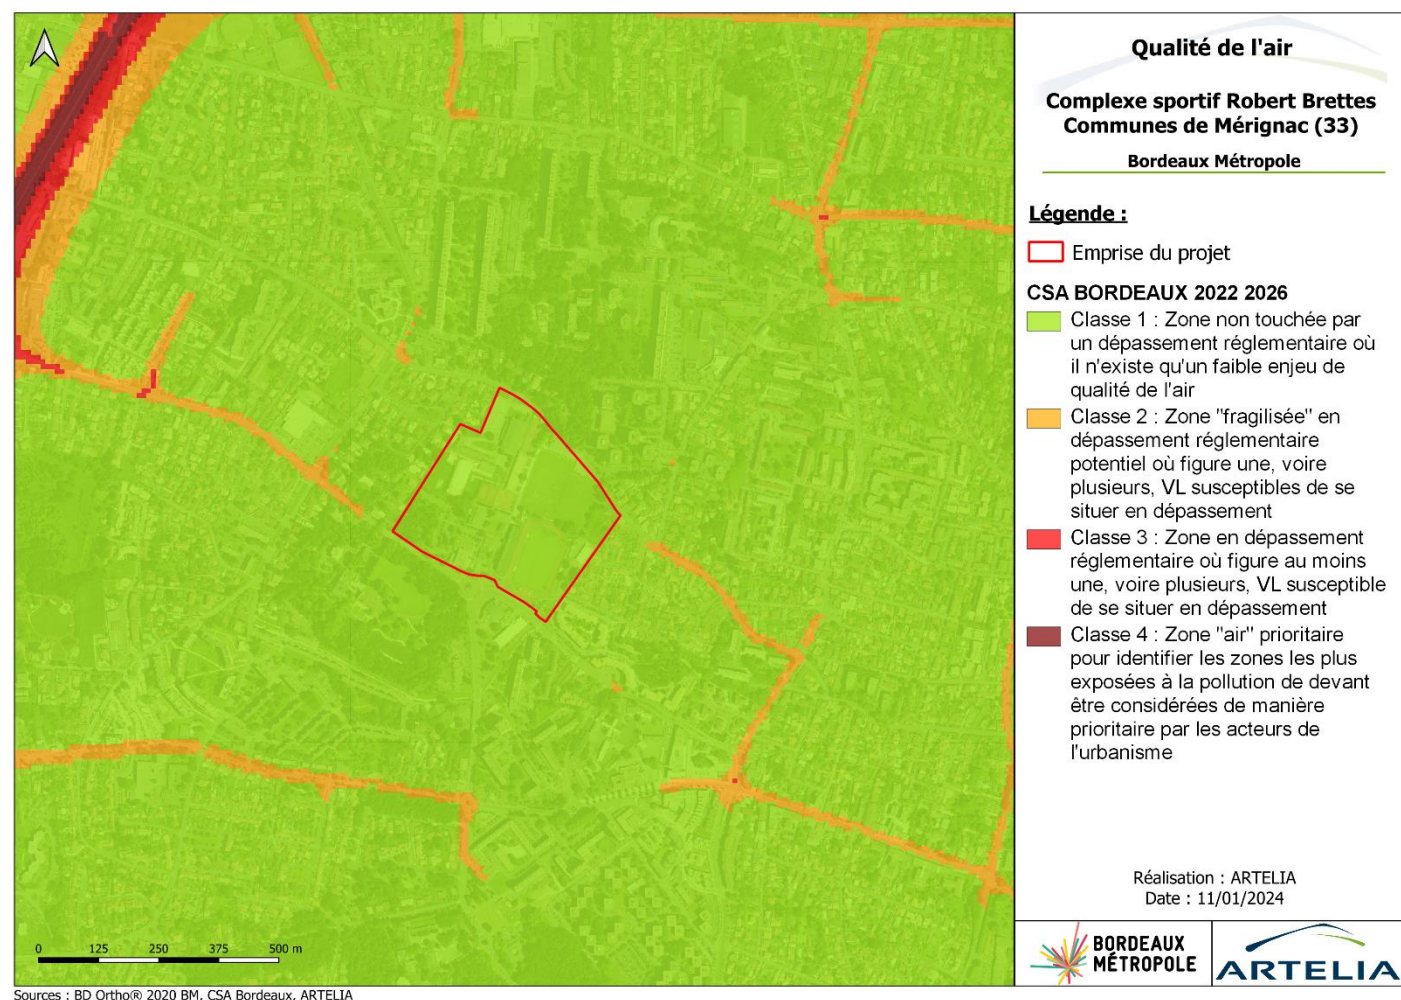 Qualité de l'air
Complexe sportif Robert Brettes
Communes de Mérignac (33)
Bordeaux Métropole
Légende :
Emprise du projet
CSA BORDEAUX 2022 2026
Classe 1 : Zone non touchée par
un dépassement réglementaire où
il n'existe qu'un faible enjeu de
qualité de l'air
Classe 2 : Zone "fragilisée" en
dépassement réglementaire
potentiel où figure une, voire
plusieurs, VL susceptibles de se
situer en dépassement
Classe 3 : Zone en dépassement
réglementaire où figure au moins
une, voire plusieurs, VL susceptible
de se situer en dépassement
Classe 4 : Zone "air" prioritaire
pour identifier les zones les plus
exposées à la pollution de devant
être considérées de manière
prioritaire par les acteurs de
l'urbanisme
Réalisation : ARTELIA
Date : 11/01/2024
BORDEAUX
MÉTROPOLE
ARTELIA
0 125 250 375 500 m
Sources : BD Ortho® 2020 BM, CSA Bordeaux, ARTELIA